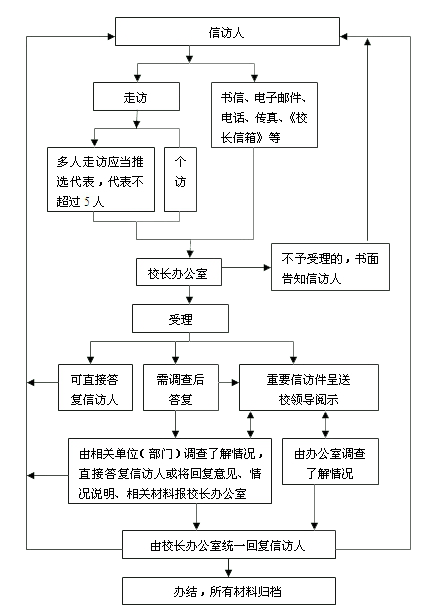 信访人
走访
书信、电子邮件、
电话、传真、《校
长信箱》等
多人走访应当推
选代表，代表不
超过 5 人
个
访
校长办公室
不予受理的，书面
告知信访人
受理
可直接答
复信访人
需调查后
答复
重要信访件呈送
校领导阅示
由相关单位（部门）调查了解情况，
直接答复信访人或将回复意见、情
况说明、相关材料报校长办公室
由办公室调查
了解情况
由校长办公室统一回复信访人
办结，所有材料归档